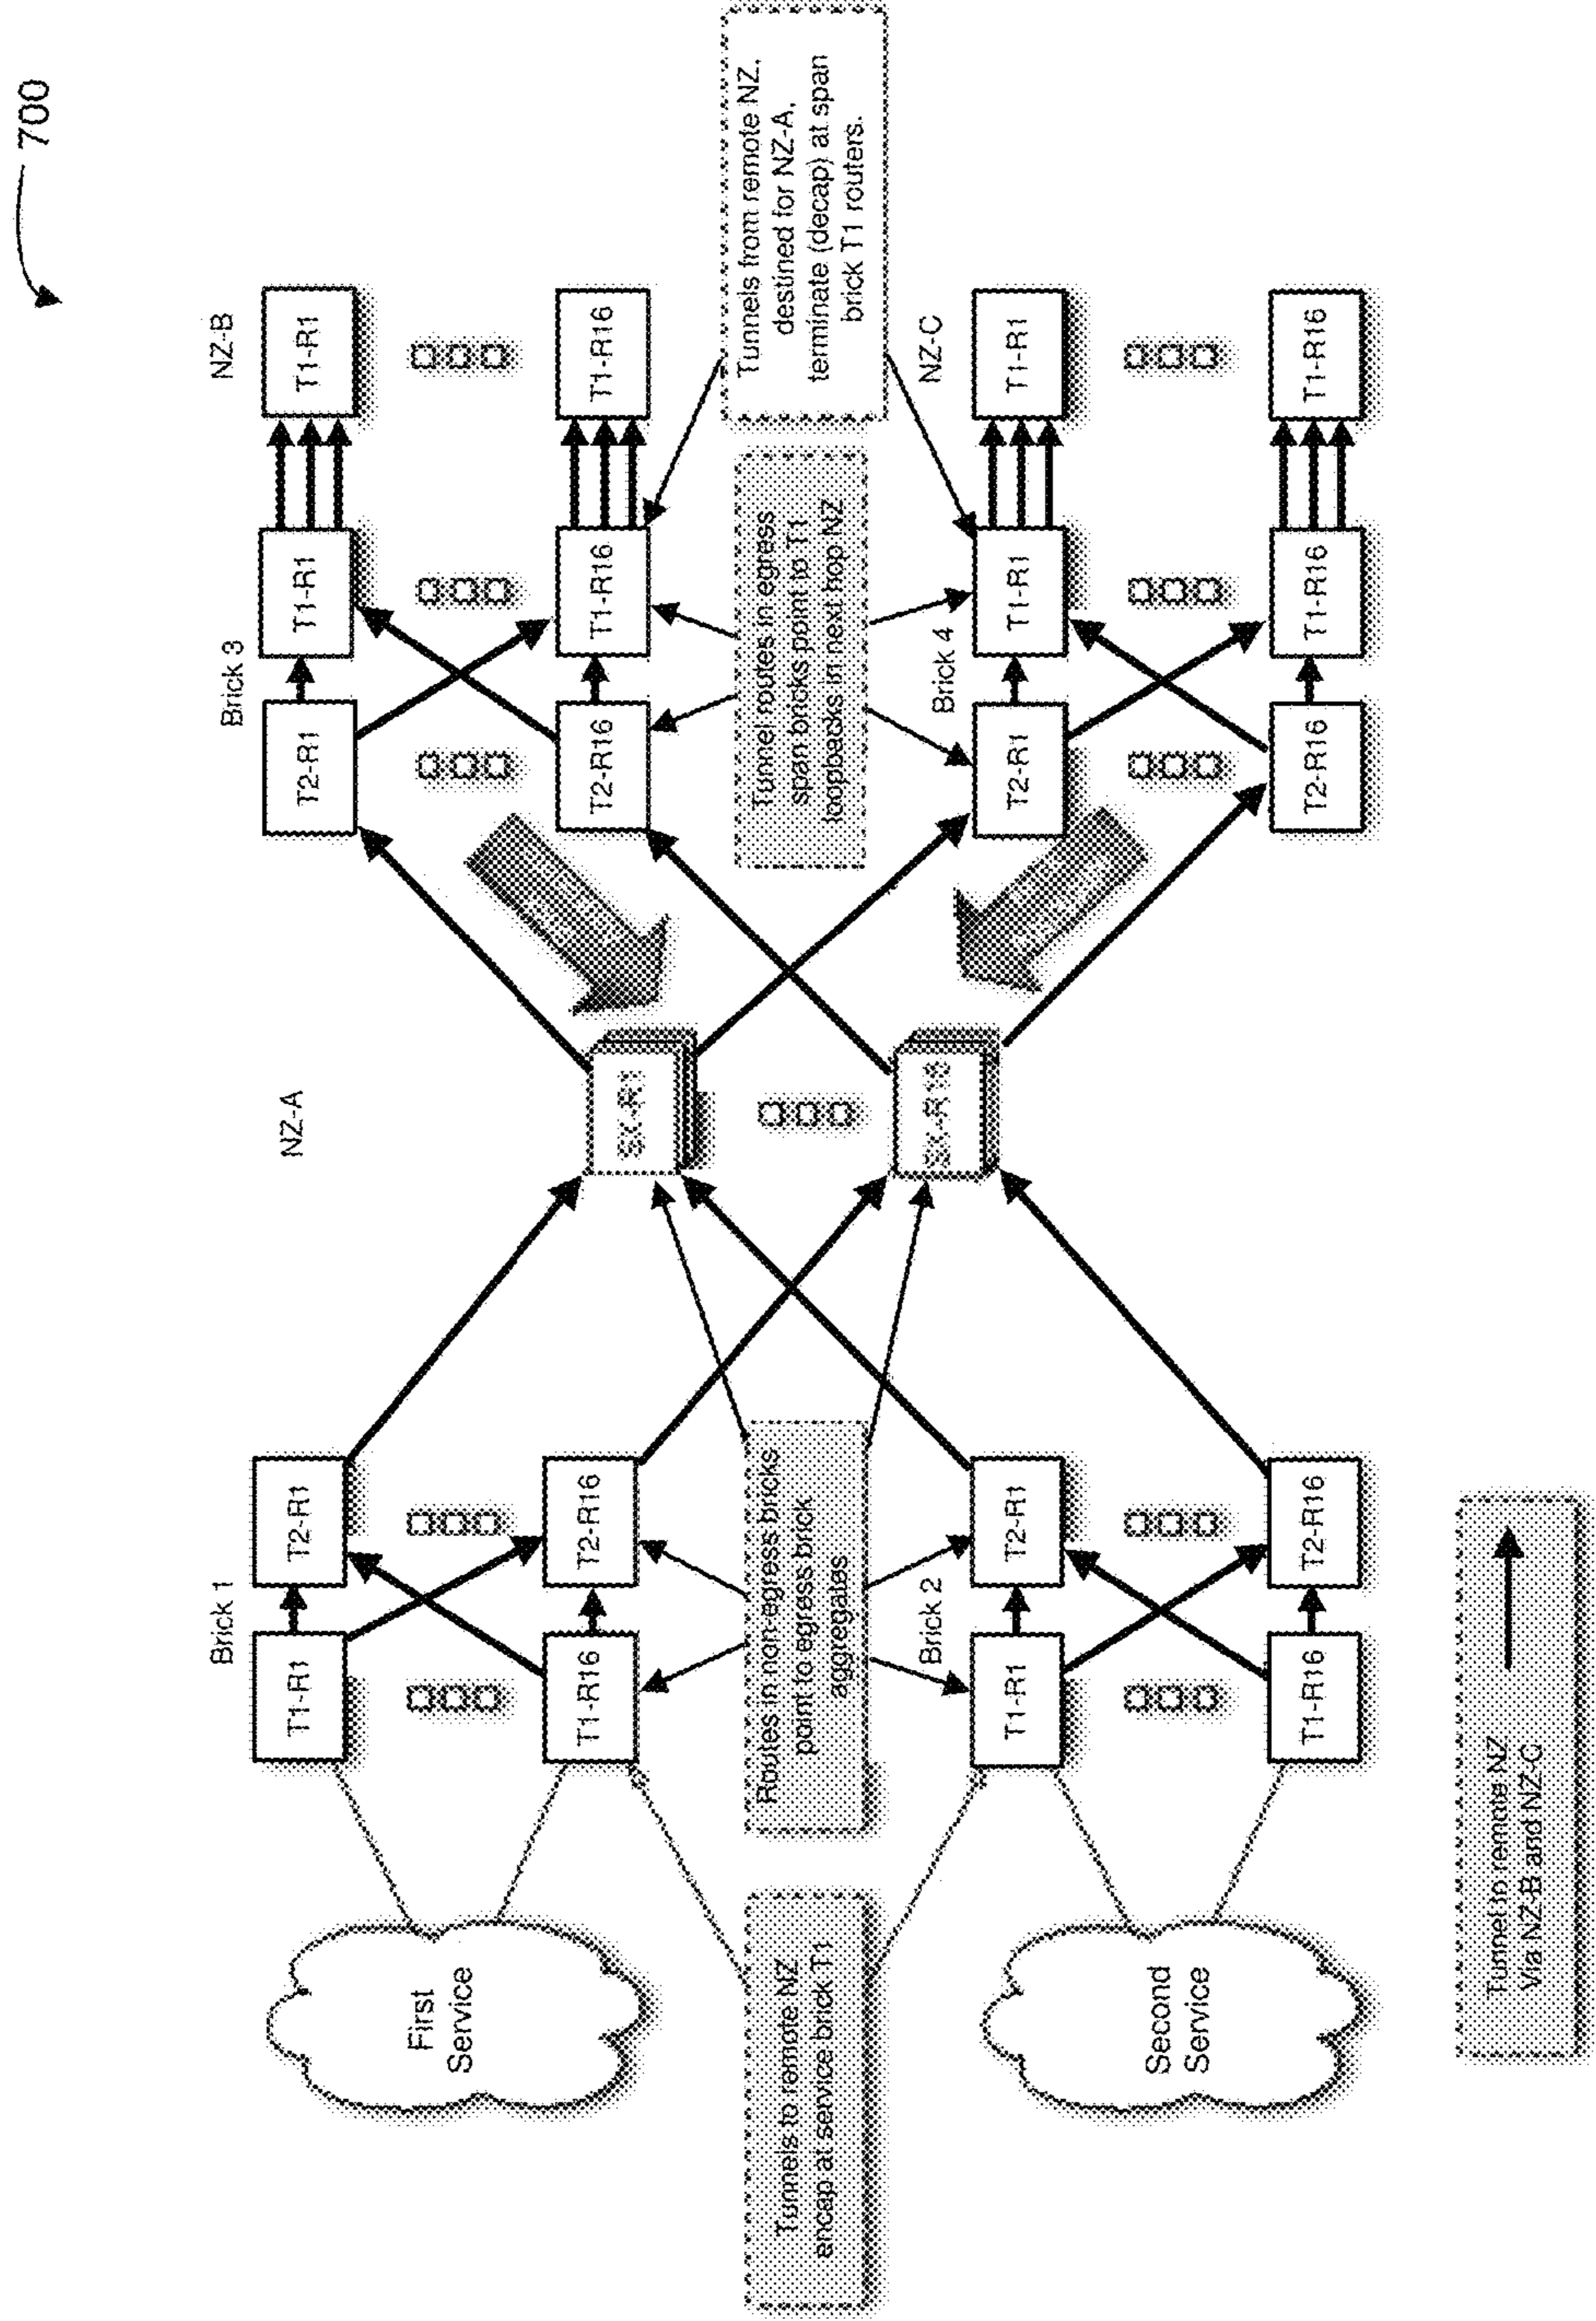 700
NZ-A
NZ-B
NZ-C
Brick 1
T1-R1
T2-R1
T1-R16
T2-R16
Brick 2
T1-R1
T2-R1
T1-R16
T2-R16
SX-R1
SX-R16
Brick 3
T2-R1
T1-R1
T1-R1
T2-R16
T1-R16
T1-R16
Brick 4
T2-R1
T1-R1
T1-R1
T2-R16
T1-R16
T1-R16
First
Service
Second
Service
Tunnels to remote NZ
encap at service brick T1
Routes in non-egress bricks
point to egress brick
aggregates
Tunnel routes in egress
span bricks point to T1
loopbacks in next hop NZ
Tunnels from remote NZ,
destined for NZ-A,
terminate (decap) at span
brick T1 routers.
Tunnel to remote NZ
Via NZ-B and NZ-C